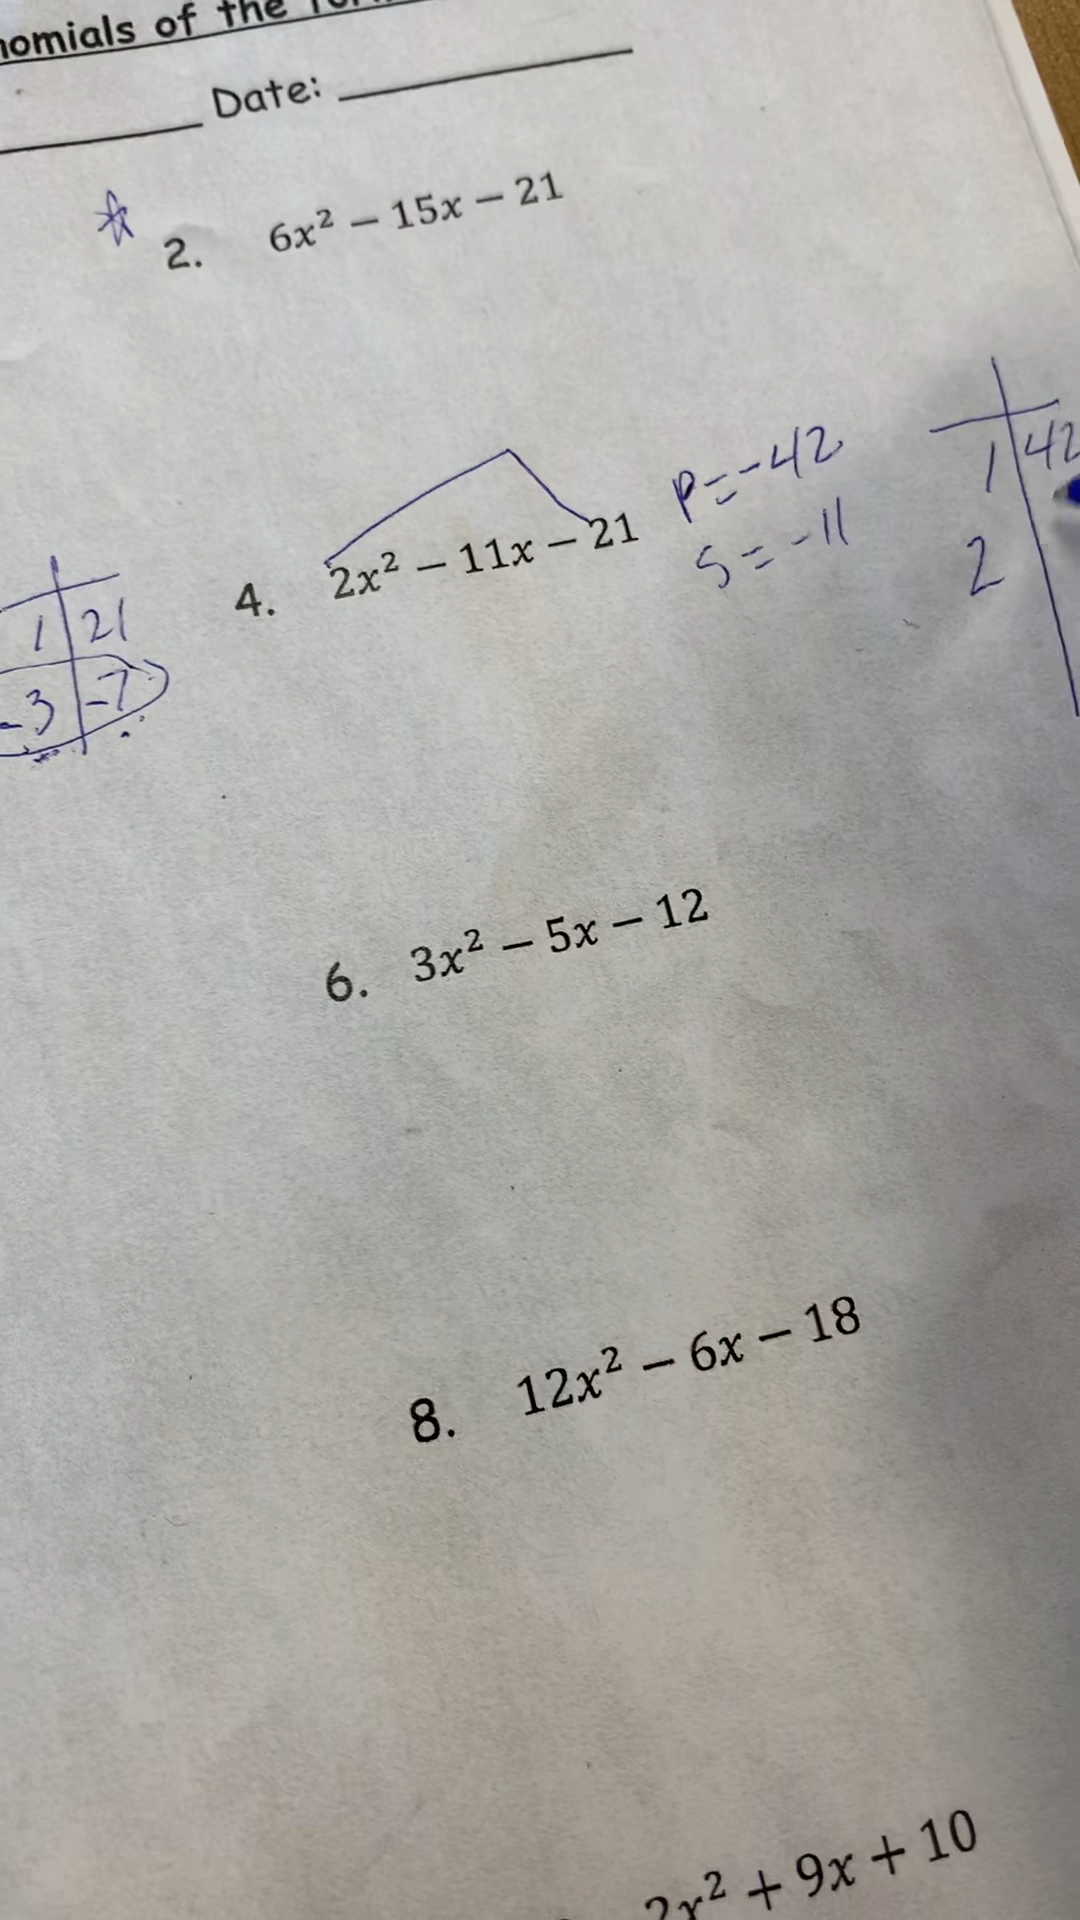 nomials of the
Date:
2. 6x² − 15x − 21
4. 2x² − 11x − 21
P = -42
S = -11
1 | 42
2 |
1 | 21
-3 | -7
6. 3x² − 5x − 12
8. 12x² − 6x − 18
2x² + 9x + 10